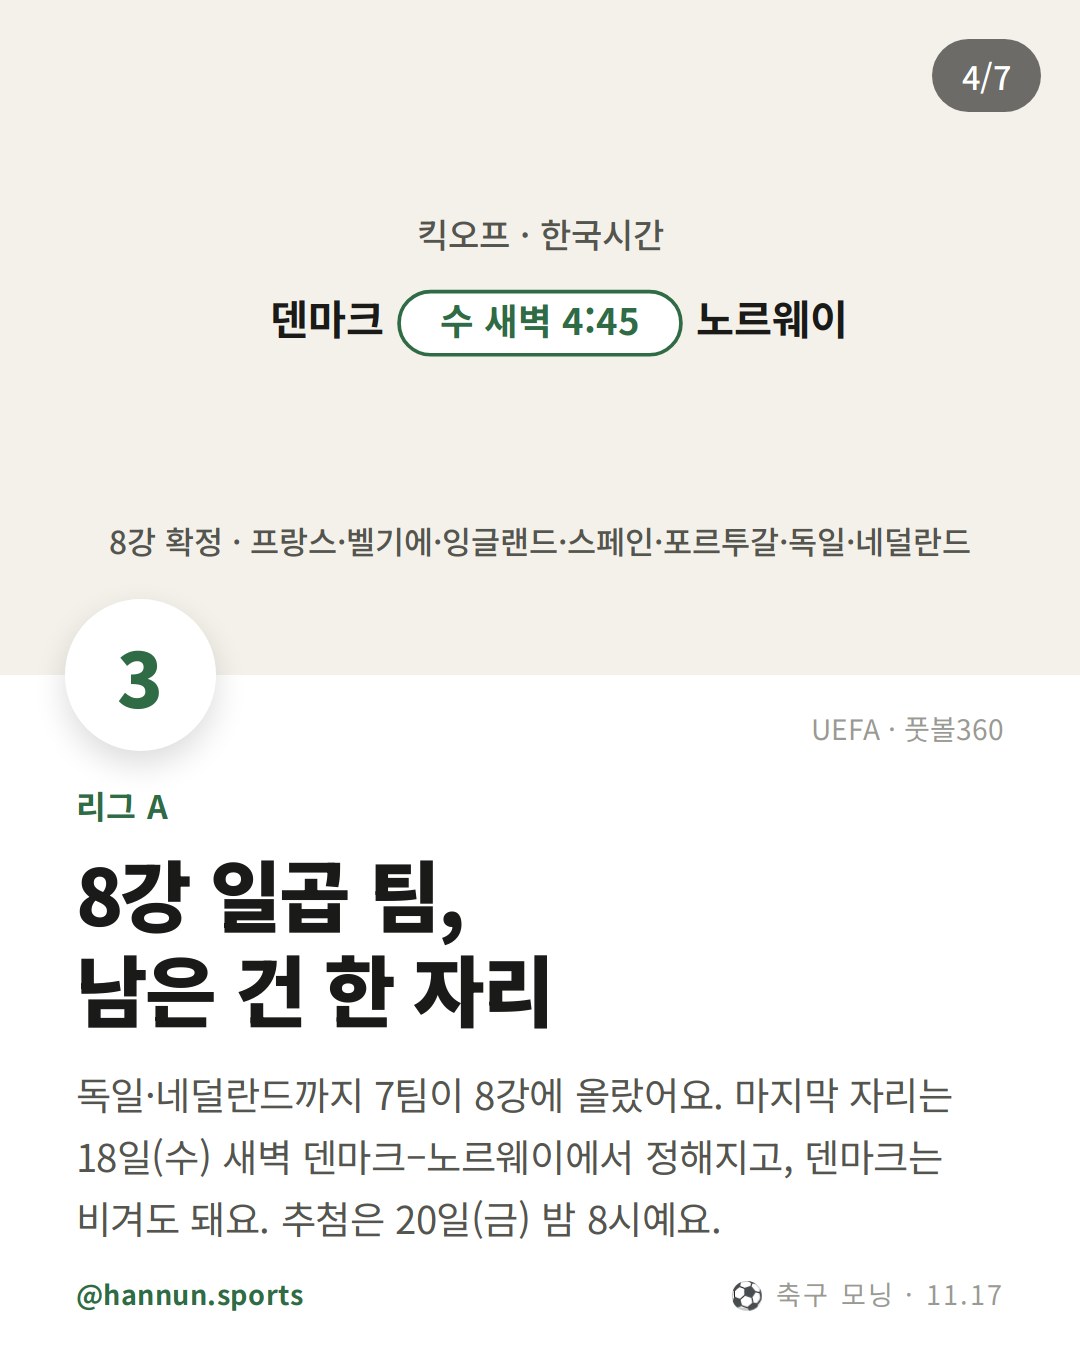 4/7
킥오프 · 한국시간
덴마크 수 새벽 4:45 노르웨이
8강 확정 · 프랑스·벨기에·잉글랜드·스페인·포르투갈·독일·네덜란드
3
UEFA · 풋볼360
리그 A
8강 일곱 팀,
남은 건 한 자리
독일·네덜란드까지 7팀이 8강에 올랐어요. 마지막 자리는
18일(수) 새벽 덴마크–노르웨이에서 정해지고, 덴마크는
비겨도 돼요. 추첨은 20일(금) 밤 8시예요.
@hannun.sports
⚽ 축구 모닝 · 11.17